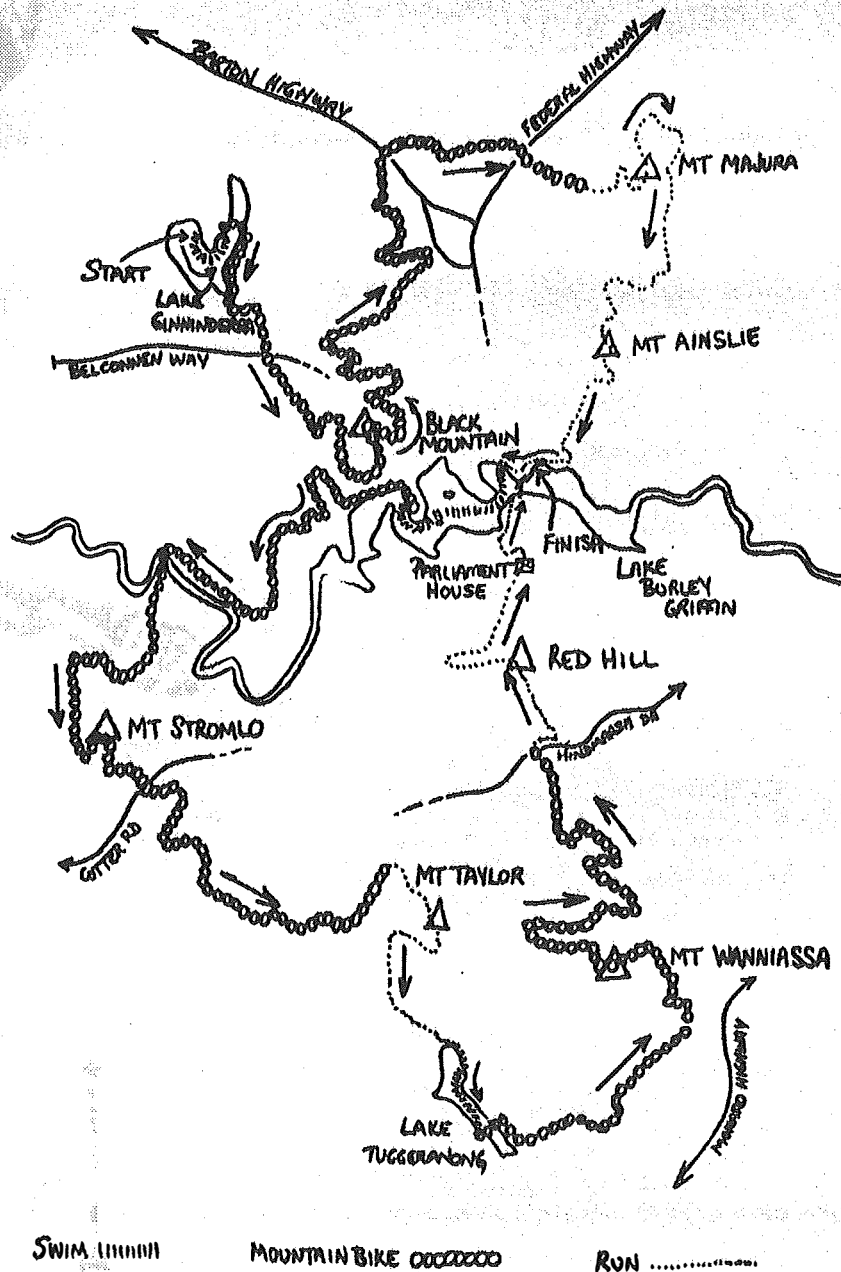 BARTON HIGHWAY
FEDERAL HIGHWAY
MT MAJURA
START
LAKE
GINNINDERRA
BELCONNEN WAY
MT AINSLIE
BLACK
MOUNTAIN
FINISH
PARLIAMENT
HOUSE
LAKE
BURLEY
GRIFFIN
RED HILL
MT STROMLO
HINDMARSH DR
COTTER RD
MT TAYLOR
MT WANNIASSA
MONARO HIGHWAY
LAKE
TUGGERANONG
SWIM
MOUNTAIN BIKE
RUN